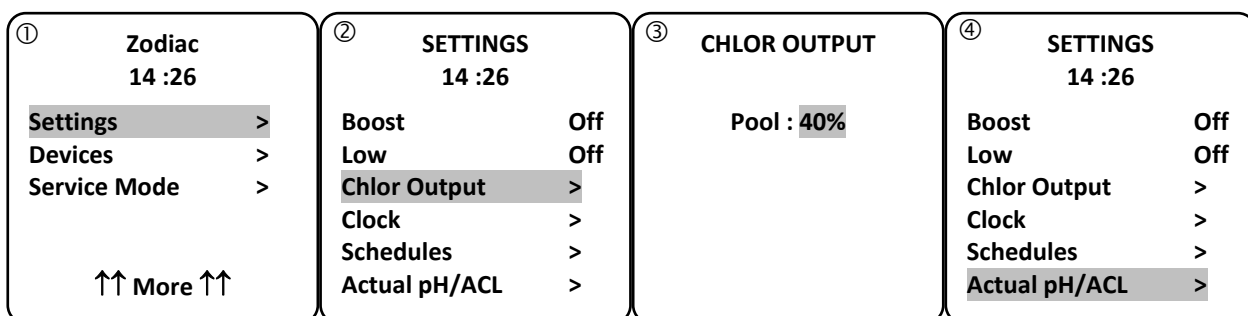 ①
Zodiac
14 :26
Settings >
Devices >
Service Mode >
↑↑ More ↑↑
②
SETTINGS
14 :26
Boost Off
Low Off
Chlor Output >
Clock >
Schedules >
Actual pH/ACL >
③
CHLOR OUTPUT
Pool : 40%
④
SETTINGS
14 :26
Boost Off
Low Off
Chlor Output >
Clock >
Schedules >
Actual pH/ACL >